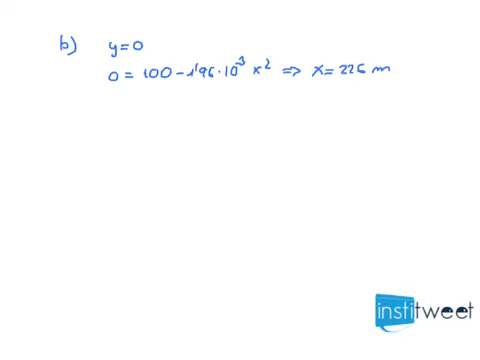 b) y=0
0 = 100 - 1'96·10⁻³ x² ⇒ x = 226 m
institweet